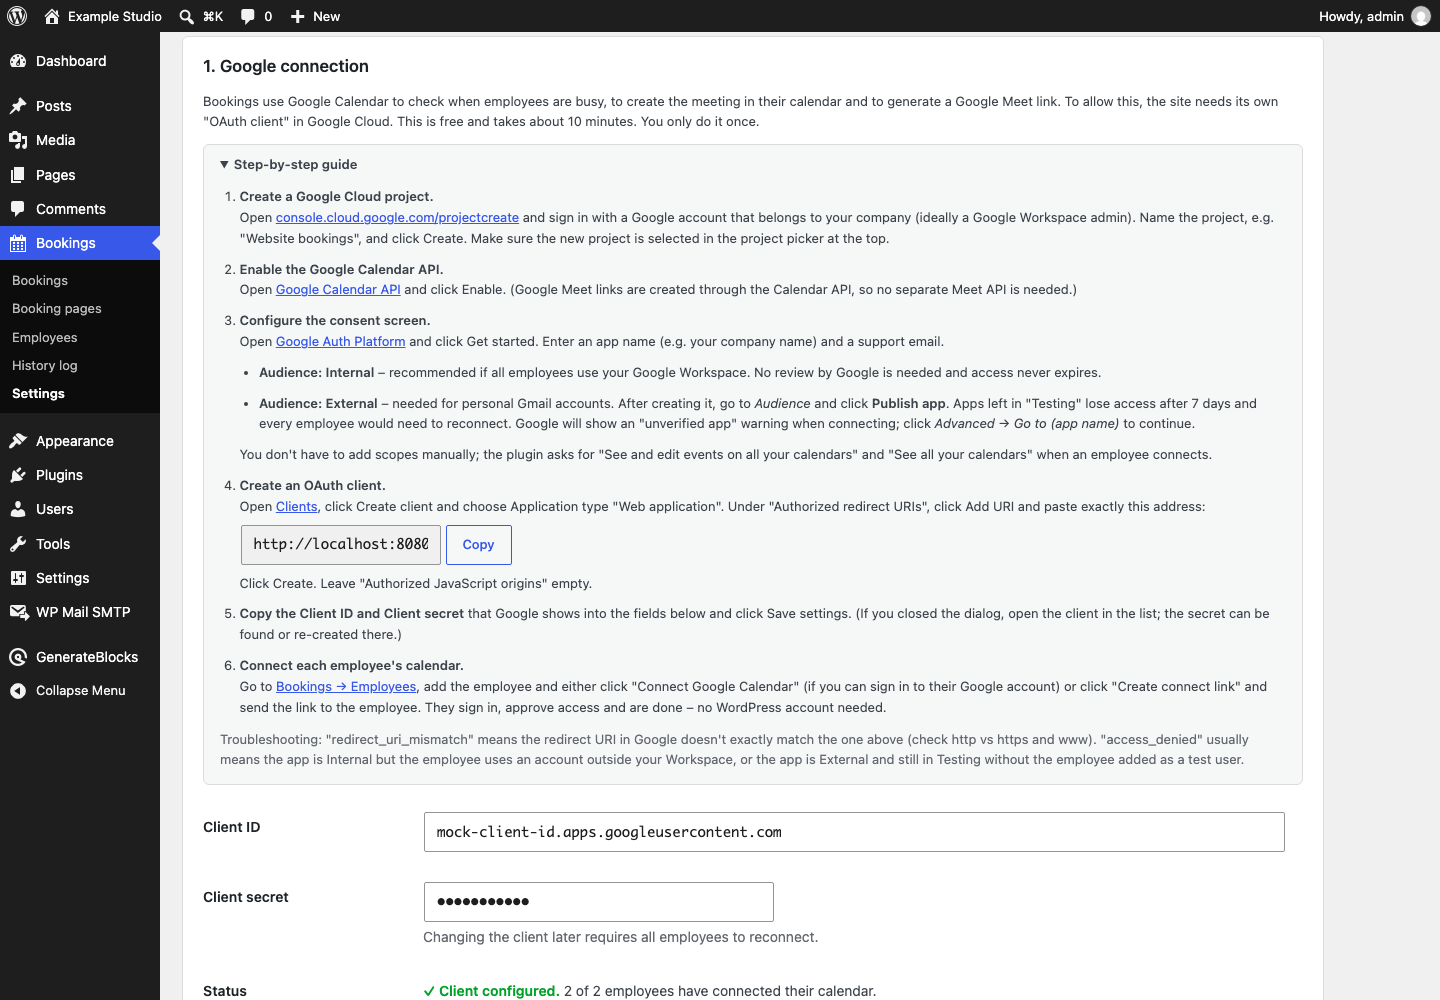 Example Studio
⌘K
0
New
Howdy, admin
Dashboard
Posts
Media
Pages
Comments
Bookings
Bookings
Booking pages
Employees
History log
Settings
Appearance
Plugins
Users
Tools
Settings
WP Mail SMTP
GenerateBlocks
Collapse Menu
1. Google connection
Bookings use Google Calendar to check when employees are busy, to create the meeting in their calendar and to generate a Google Meet link. To allow this, the site needs its own
"OAuth client" in Google Cloud. This is free and takes about 10 minutes. You only do it once.
▼ Step-by-step guide
1. Create a Google Cloud project.
Open console.cloud.google.com/projectcreate and sign in with a Google account that belongs to your company (ideally a Google Workspace admin). Name the project, e.g.
"Website bookings", and click Create. Make sure the new project is selected in the project picker at the top.
2. Enable the Google Calendar API.
Open Google Calendar API and click Enable. (Google Meet links are created through the Calendar API, so no separate Meet API is needed.)
3. Configure the consent screen.
Open Google Auth Platform and click Get started. Enter an app name (e.g. your company name) and a support email.
• Audience: Internal – recommended if all employees use your Google Workspace. No review by Google is needed and access never expires.
• Audience: External – needed for personal Gmail accounts. After creating it, go to Audience and click Publish app. Apps left in "Testing" lose access after 7 days and
every employee would need to reconnect. Google will show an "unverified app" warning when connecting; click Advanced → Go to (app name) to continue.
You don't have to add scopes manually; the plugin asks for "See and edit events on all your calendars" and "See all your calendars" when an employee connects.
4. Create an OAuth client.
Open Clients, click Create client and choose Application type "Web application". Under "Authorized redirect URIs", click Add URI and paste exactly this address:
http://localhost:8080
Copy
Click Create. Leave "Authorized JavaScript origins" empty.
5. Copy the Client ID and Client secret that Google shows into the fields below and click Save settings. (If you closed the dialog, open the client in the list; the secret can be
found or re-created there.)
6. Connect each employee's calendar.
Go to Bookings → Employees, add the employee and either click "Connect Google Calendar" (if you can sign in to their Google account) or click "Create connect link" and
send the link to the employee. They sign in, approve access and are done – no WordPress account needed.
Troubleshooting: "redirect_uri_mismatch" means the redirect URI in Google doesn't exactly match the one above (check http vs https and www). "access_denied" usually
means the app is Internal but the employee uses an account outside your Workspace, or the app is External and still in Testing without the employee added as a test user.
Client ID
mock-client-id.apps.googleusercontent.com
Client secret
•••••••••••
Changing the client later requires all employees to reconnect.
Status
✓ Client configured. 2 of 2 employees have connected their calendar.